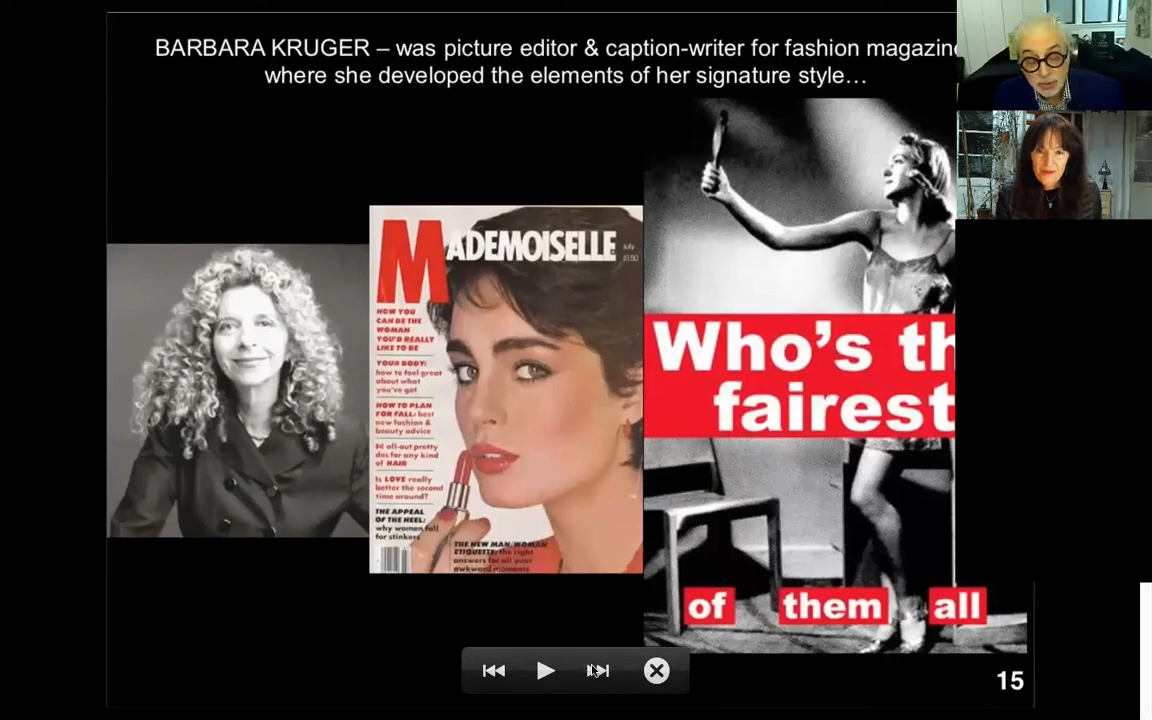 BARBARA KRUGER – was picture editor & caption-writer for fashion magazine
where she developed the elements of her signature style…
MADEMOISELLE
July
$1.50
HOW YOU
CAN BE THE
WOMAN
YOU'D REALLY
LIKE TO BE
YOUR BODY:
how to feel great
about what
you've got
HOW TO PLAN
FOR FALL: best
new fashion &
beauty advice
all-out pretty
dos for any kind
of HAIR
Is LOVE really
better the second
time around?
THE APPEAL
OF THE HEEL:
why women fall
for stinkers
THE NEW MAN/WOMAN
ETIQUETTE: the right
answers for all your
awkward moments
Who's th
fairest
of them all
15